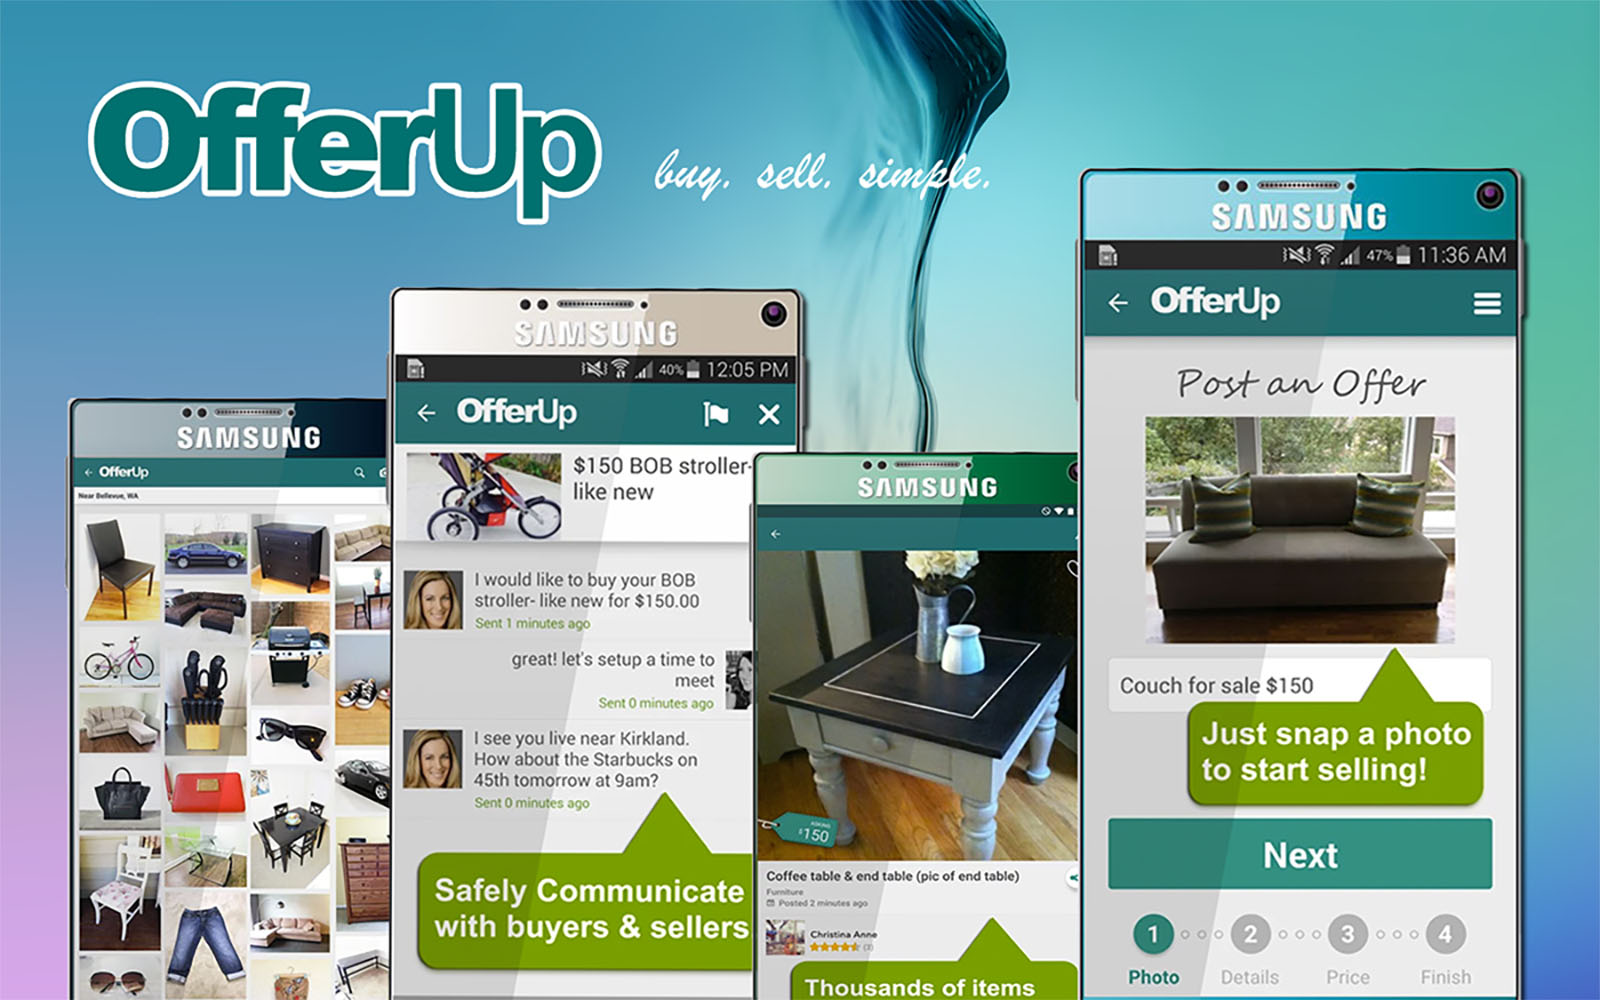 OfferUp
buy. sell. simple.
SAMSUNG
OfferUp
Near Bellevue, WA
SAMSUNG
40% 12:05 PM
OfferUp
$150 BOB stroller-
like new
I would like to buy your BOB
stroller- like new for $150.00
Sent 1 minutes ago
great! let's setup a time to
meet
Sent 0 minutes ago
I see you live near Kirkland.
How about the Starbucks on
45th tomorrow at 9am?
Sent 0 minutes ago
Safely Communicate
with buyers & sellers
SAMSUNG
ASKING
$150
Coffee table & end table (pic of end table)
Furniture
Posted 2 minutes ago
Christina Anne
(3)
Thousands of items
SAMSUNG
47% 11:36 AM
OfferUp
Post an Offer
Couch for sale $150
Just snap a photo
to start selling!
Next
1 2 3 4
Photo Details Price Finish